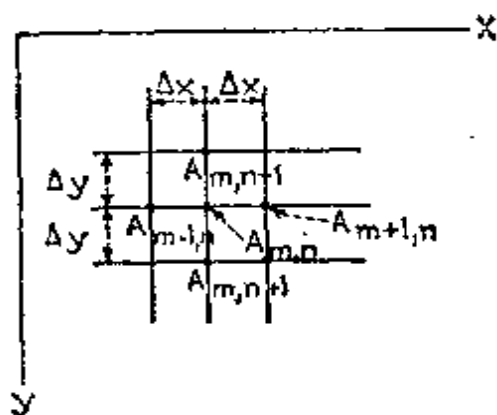 X
Δx Δx
Δy
A m,n-1
Δy
A m-1,n
A m,n
A m+1,n
A m,n+1
y